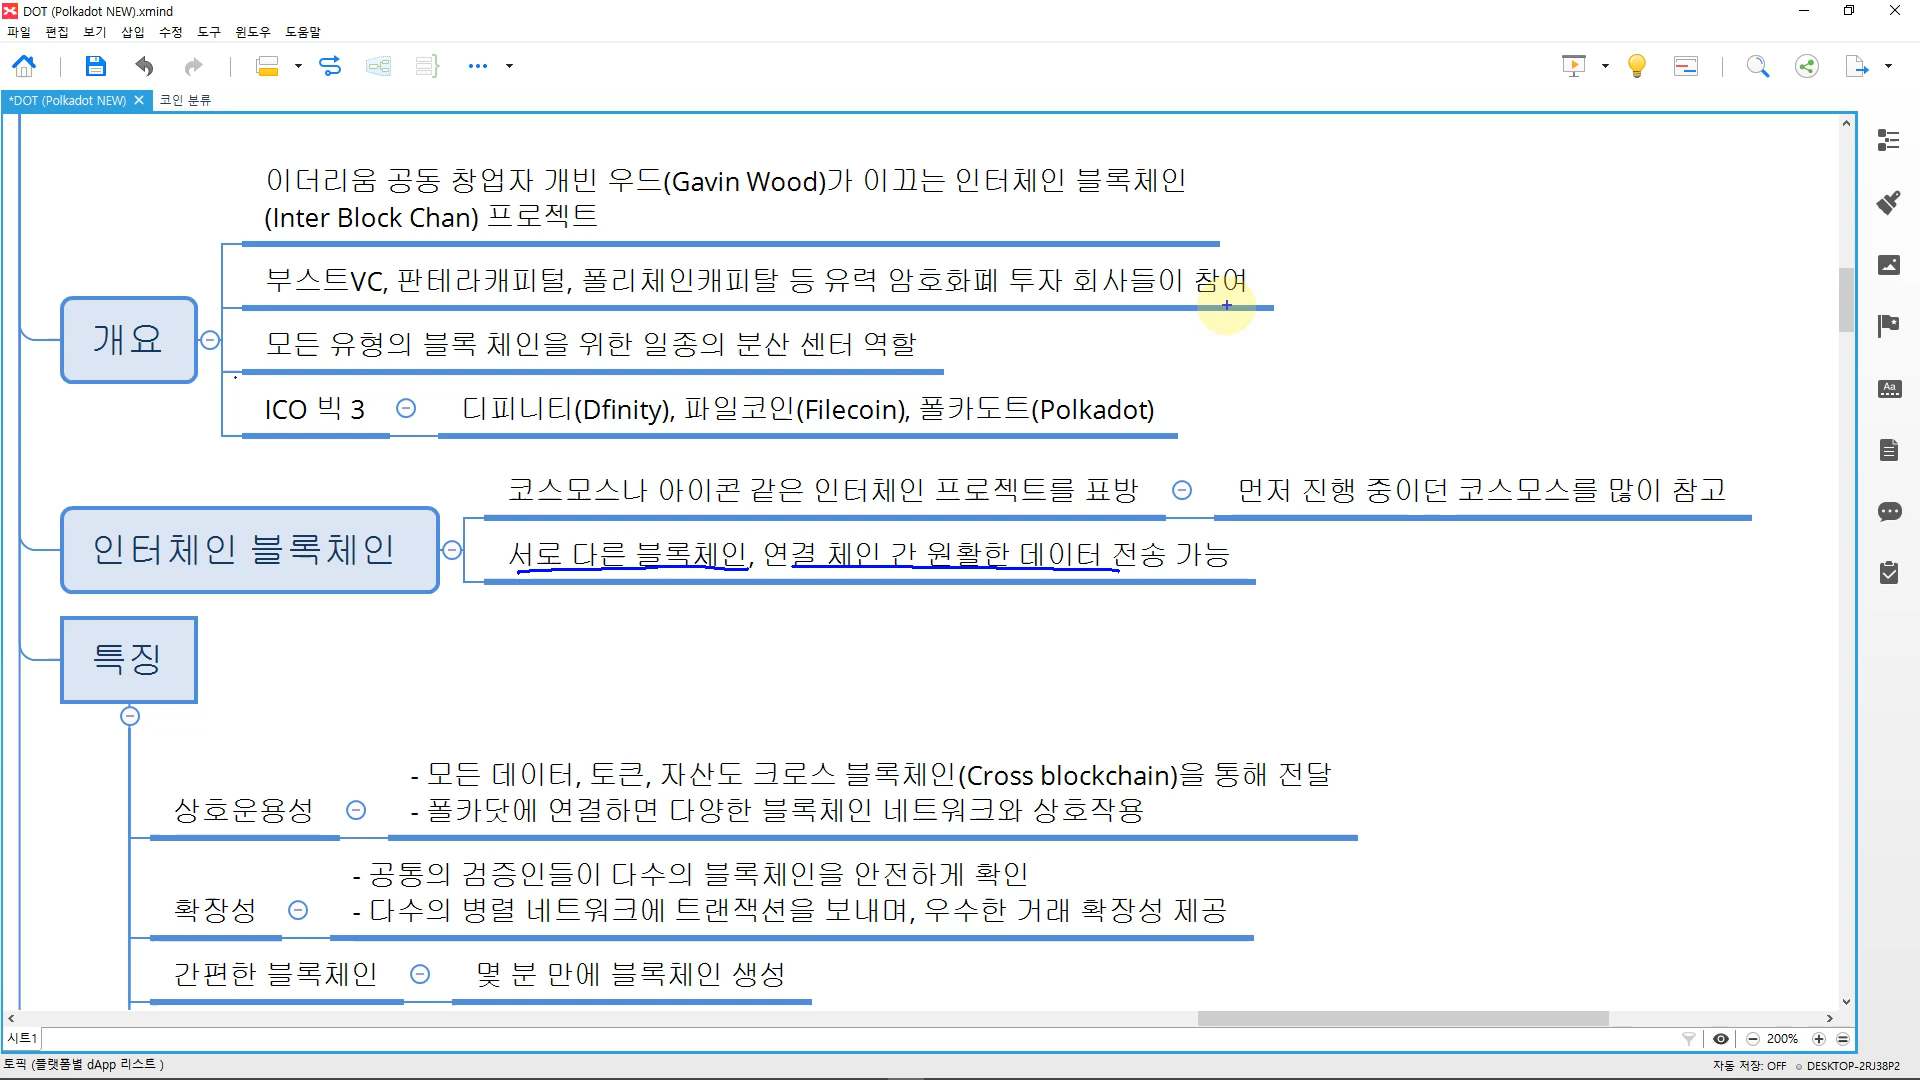 DOT (Polkadot NEW).xmind
파일 편집 보기 삽입 수정 도구 윈도우 도움말
*DOT (Polkadot NEW) 코인 분류
이더리움 공동 창업자 개빈 우드(Gavin Wood)가 이끄는 인터체인 블록체인
(Inter Block Chan) 프로젝트
부스트VC, 판테라캐피털, 폴리체인캐피탈 등 유력 암호화폐 투자 회사들이 참여
개요
모든 유형의 블록 체인을 위한 일종의 분산 센터 역할
ICO 빅 3 디피니티(Dfinity), 파일코인(Filecoin), 폴카도트(Polkadot)
코스모스나 아이콘 같은 인터체인 프로젝트를 표방 먼저 진행 중이던 코스모스를 많이 참고
인터체인 블록체인
서로 다른 블록체인, 연결 체인 간 원활한 데이터 전송 가능
특징
- 모든 데이터, 토큰, 자산도 크로스 블록체인(Cross blockchain)을 통해 전달
상호운용성
- 폴카닷에 연결하면 다양한 블록체인 네트워크와 상호작용
- 공통의 검증인들이 다수의 블록체인을 안전하게 확인
확장성
- 다수의 병렬 네트워크에 트랜잭션을 보내며, 우수한 거래 확장성 제공
간편한 블록체인 몇 분 만에 블록체인 생성
시트1
200%
토픽 (플랫폼별 dApp 리스트 )
자동 저장: OFF DESKTOP-2RJ38P2
Aa